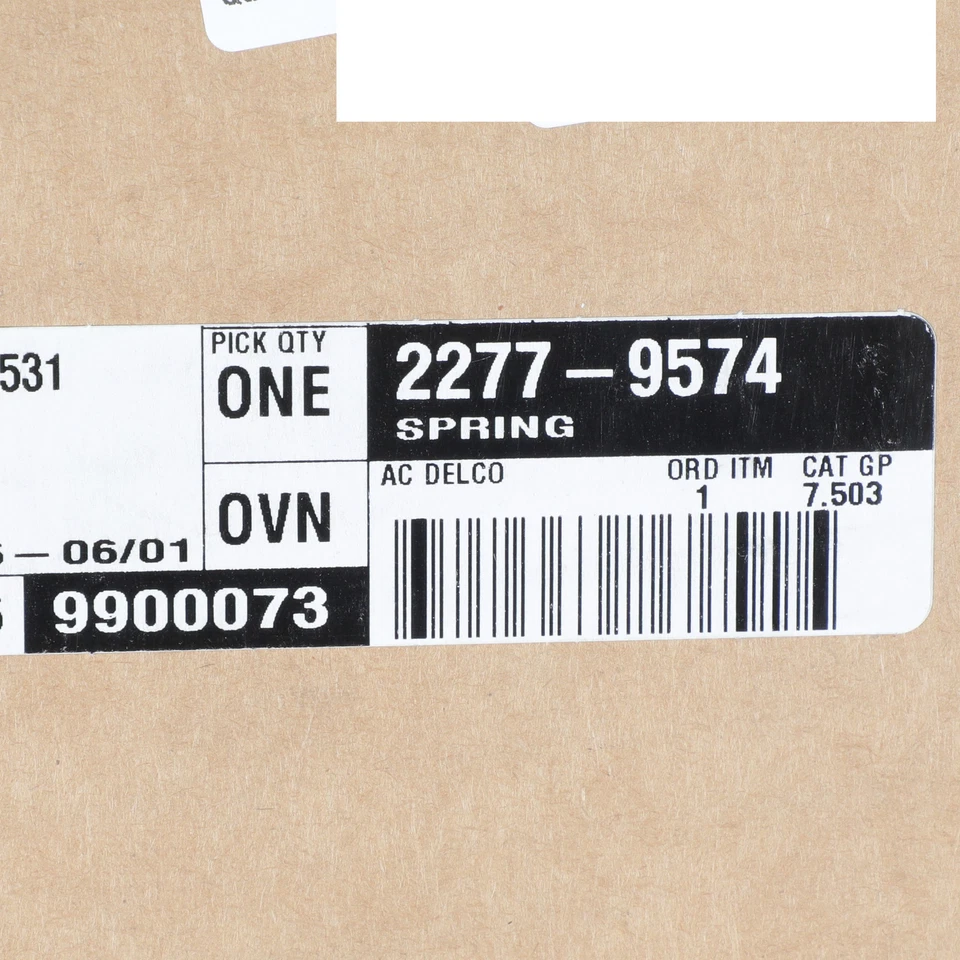 531
PICK QTY
ONE
2277-9574
SPRING
OVN
AC DELCO
ORD ITM
1
CAT GP
7.503
- 06/01
9900073